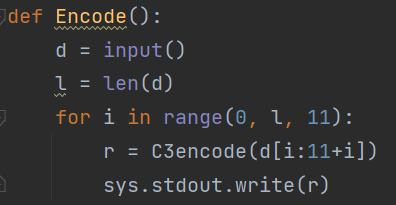 def Encode():
    d = input()
    l = len(d)
    for i in range(0, l, 11):
        r = C3encode(d[i:11+i])
        sys.stdout.write(r)